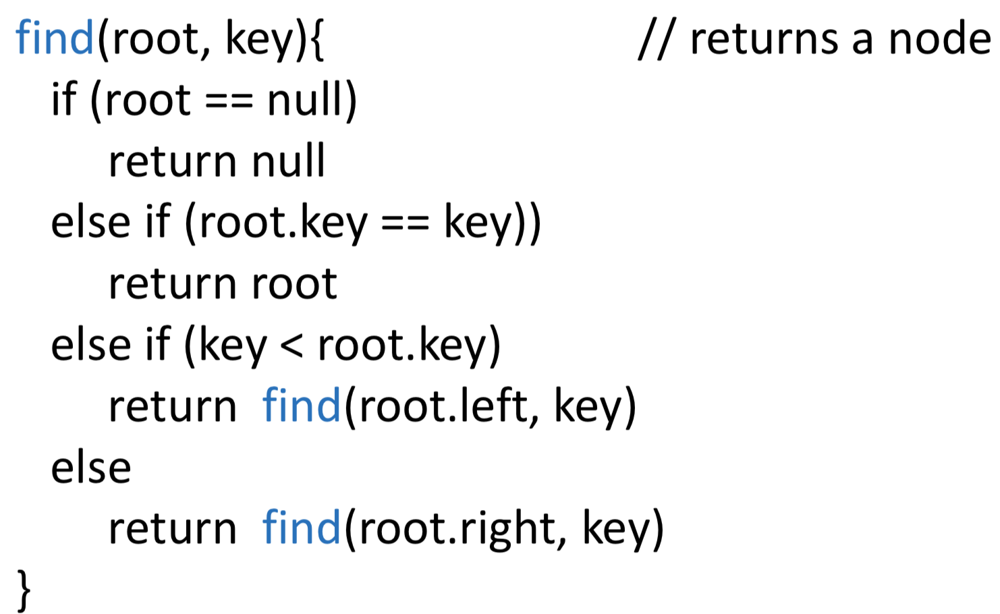 find(root, key){ // returns a node
if (root == null)
return null
else if (root.key == key))
return root
else if (key < root.key)
return find(root.left, key)
else
return find(root.right, key)
}